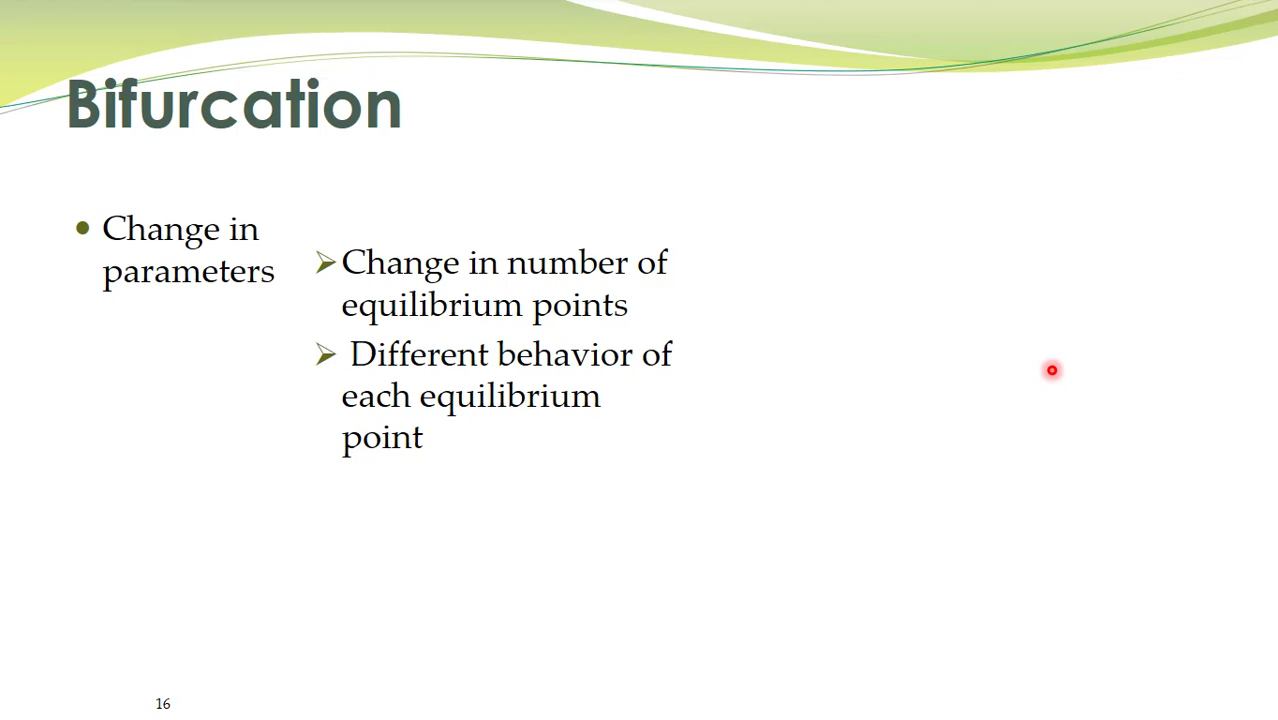 Bifurcation
Change in
parameters
Change in number of
equilibrium points
Different behavior of
each equilibrium
point
16